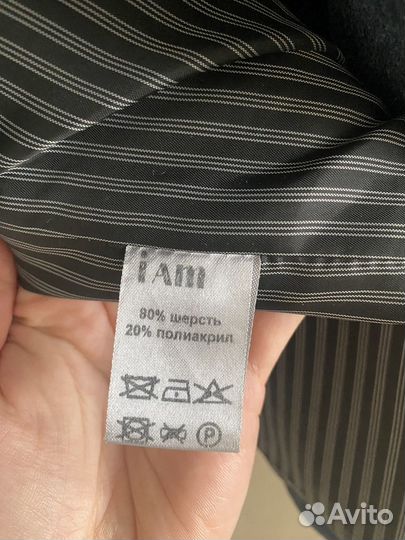 i Am
80% шерсть
20% полиакрил
P
Avito